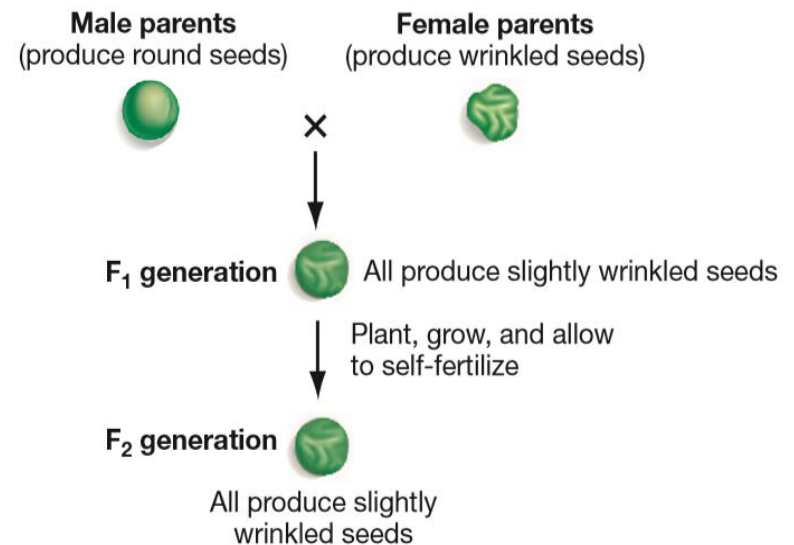 Male parents
(produce round seeds)
Female parents
(produce wrinkled seeds)
×
F₁ generation
All produce slightly wrinkled seeds
Plant, grow, and allow
to self-fertilize
F₂ generation
All produce slightly
wrinkled seeds